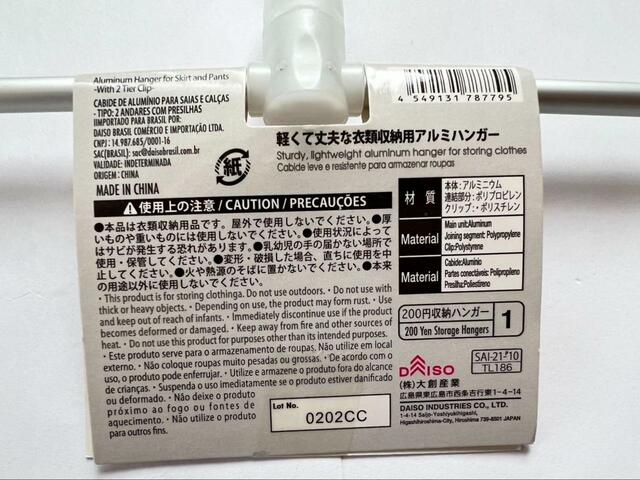 Aluminum Hanger for Skirt and Pants
-With 2 Tier Clip-
CABIDE DE ALUMÍNIO PARA SAIAS E CALÇAS
- TIPO: 2 ANDARES COM PRESILHAS
IIMPORTADO PARA BRASIL POR:
DAISO BRASIL COMÉRCIO E IMPORTAÇÃO LTDA.
CNPJ : 14.987.685/0001-16
SAC(BRASIL): sac@daisobrasil.com.br
VALIDADE: INDETERMINADA
ORIGEM : CHINA
MADE IN CHINA
紙
4 549131 787795
軽くて丈夫な衣類収納用アルミハンガー
Sturdy, lightweight aluminum hanger for storing clothes
Cabide leve e resistente para armazenar roupas
使用上の注意 / CAUTION / PRECAUÇÕES
●本品は衣類収納用品です。屋外で使用しないでください。●厚
いものや重いものには使用しないでください。●使用状況によって
はサビが発生する恐れがあります。●乳幼児の手の届かない場所で
使用・保管してください。●変形・破損した場合、直ちに使用を中
止してください。●火や熱源のそばに置かないでください。●本来
の用途以外に使用しないでください。
・This product is for storing clothinga. Do not use outdoors. ・Do not use with
thick or heavy objects. ・Depending on use, the product may form rust. ・Use
and keep out of reach of infants. ・Immediately discontinue use if the product
becomes deformed or damaged. ・Keep away from fire and other sources of
heat. ・Do not use this product for purposes other than its intended purposes.
・Este produto serve para o armazenamento de roupas. Não utilize em local
externo. ・Não coloque roupas muito pesadas ou grossas. ・De acordo com o
uso, o produto pode enferrujar. ・Utilize e armazene o produto fora do alcance
de crianças. ・Suspenda o uso imediatamente se o produto estiver danificado
ou deformado. ・Não deixe o produto
próximo ao fogo ou fontes de
aquecimento. ・Não utilize o produto
para outros fins.
材 質
本体:アルミニウム
連結部分:ポリプロピレン
クリップ:・ポリスチレン
Material
Main unit:Aluminum
Joining segment: Polypropylene
Clip:Polystyrene
Material
Cabide:Alumínio
Partes conectáveis: Polipropileno
Presilha:Poliestireno
200円収納ハンガー
200 Yen Storage Hangers
1
Lot No.
0202CC
DAISO
SAI-21-10
TL186
(株)大創産業
広島県東広島市西条吉行東1-4-14
DAISO INDUSTRIES CO., LTD.
1-4-14 Saijo-Yoshiyukihigashi,
Higashihiroshima-City, Hiroshima 739-8501 JAPAN